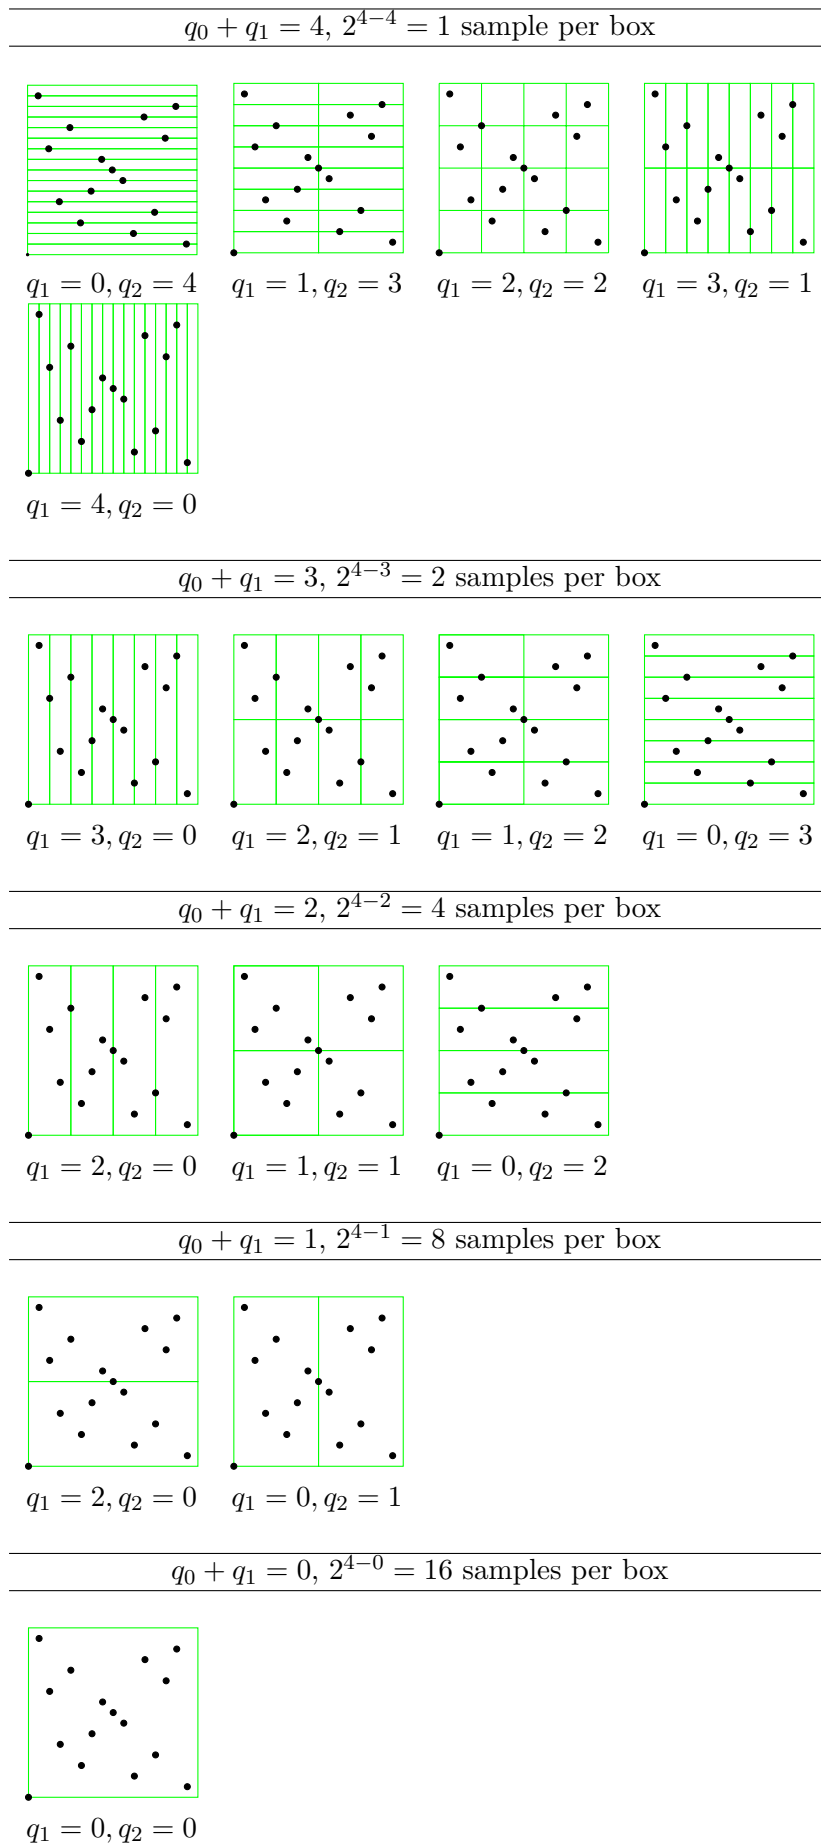 $q_0 + q_1 = 4$, $2^{4-4} = 1$ sample per box
$q_1 = 0, q_2 = 4$ $q_1 = 1, q_2 = 3$ $q_1 = 2, q_2 = 2$ $q_1 = 3, q_2 = 1$
$q_1 = 4, q_2 = 0$
$q_0 + q_1 = 3$, $2^{4-3} = 2$ samples per box
$q_1 = 3, q_2 = 0$ $q_1 = 2, q_2 = 1$ $q_1 = 1, q_2 = 2$ $q_1 = 0, q_2 = 3$
$q_0 + q_1 = 2$, $2^{4-2} = 4$ samples per box
$q_1 = 2, q_2 = 0$ $q_1 = 1, q_2 = 1$ $q_1 = 0, q_2 = 2$
$q_0 + q_1 = 1$, $2^{4-1} = 8$ samples per box
$q_1 = 2, q_2 = 0$ $q_1 = 0, q_2 = 1$
$q_0 + q_1 = 0$, $2^{4-0} = 16$ samples per box
$q_1 = 0, q_2 = 0$